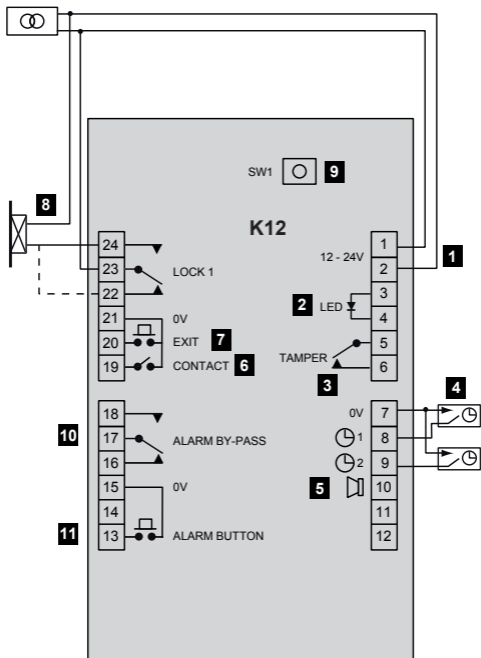 8
SW1 9
K12
24
23 LOCK 1
22
21 0V
20 EXIT 7
19 CONTACT 6
1
12 - 24V
2 1
2 LED 3
4
TAMPER 5
3 6
18
10 17 ALARM BY-PASS
16
15 0V
14
11 13 ALARM BUTTON
0V 7 4
1 8
2 9
5 10
11
12